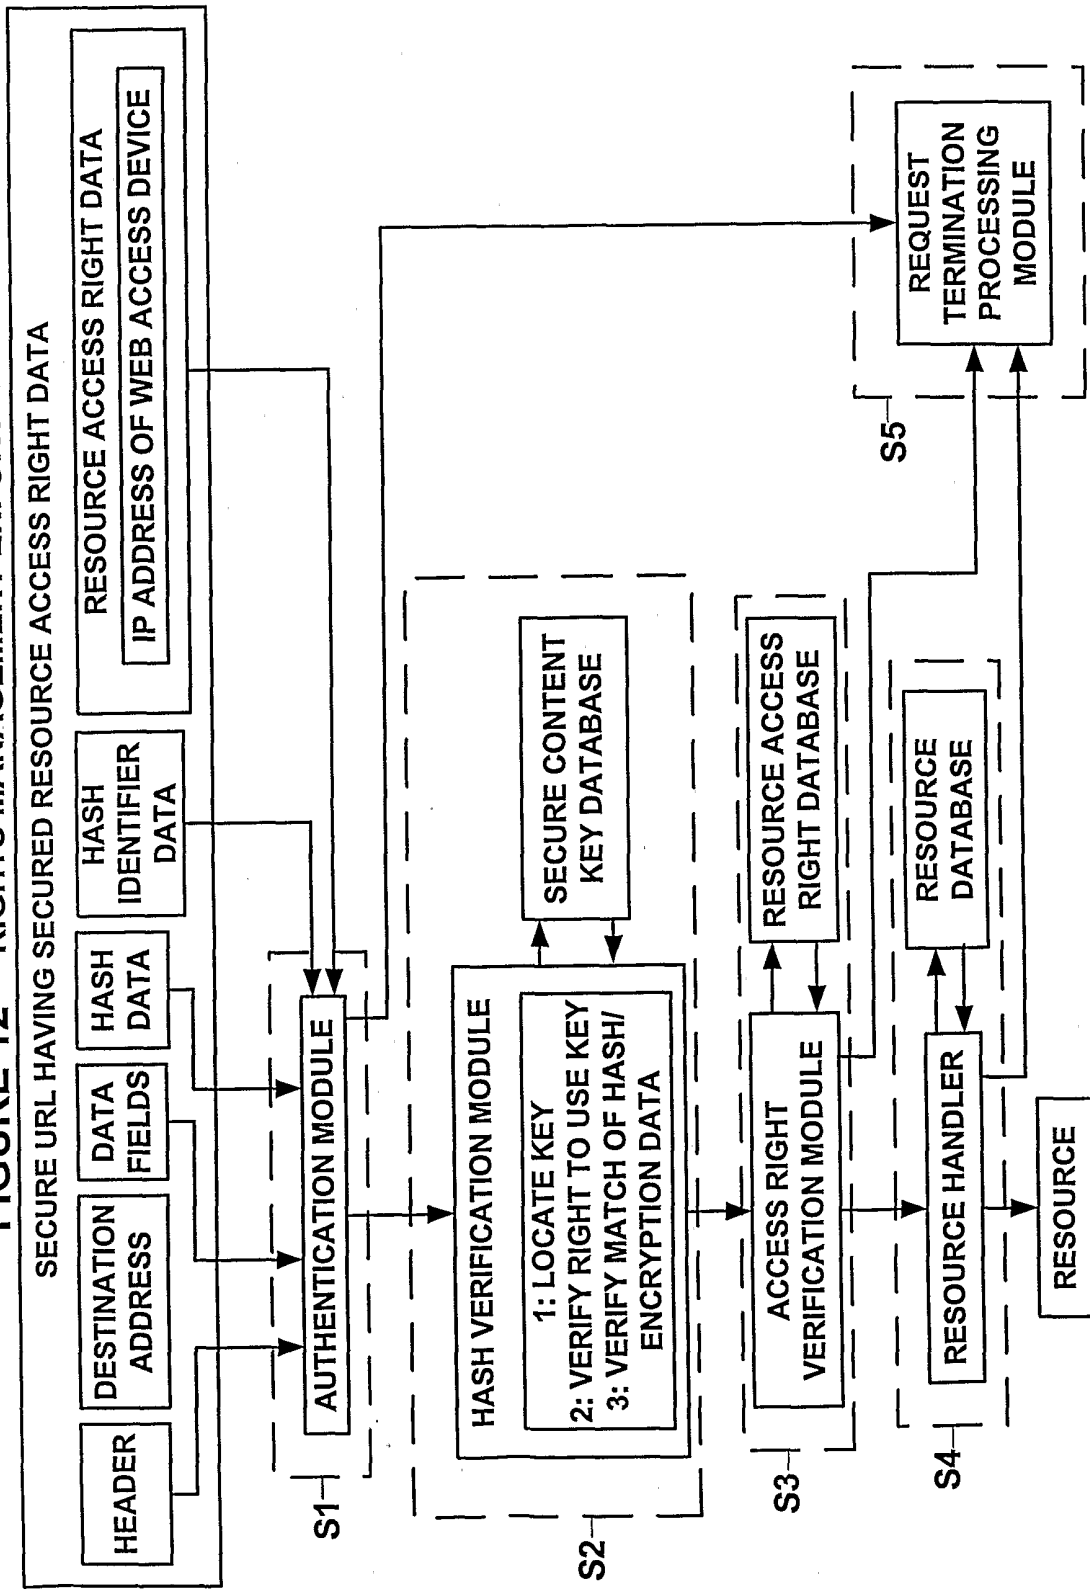 SECURE URL HAVING SECURED RESOURCE ACCESS RIGHT DATA
HEADER
DESTINATION
ADDRESS
DATA
FIELDS
HASH
DATA
HASH
IDENTIFIER
DATA
RESOURCE ACCESS RIGHT DATA
IP ADDRESS OF WEB ACCESS DEVICE
S1
AUTHENTICATION MODULE
S2
HASH VERIFICATION MODULE
1: LOCATE KEY
2: VERIFY RIGHT TO USE KEY
3: VERIFY MATCH OF HASH/
ENCRYPTION DATA
SECURE CONTENT
KEY DATABASE
S3
ACCESS RIGHT
VERIFICATION MODULE
RESOURCE ACCESS
RIGHT DATABASE
S4
RESOURCE HANDLER
RESOURCE
DATABASE
S5
REQUEST
TERMINATION
PROCESSING
MODULE
RESOURCE